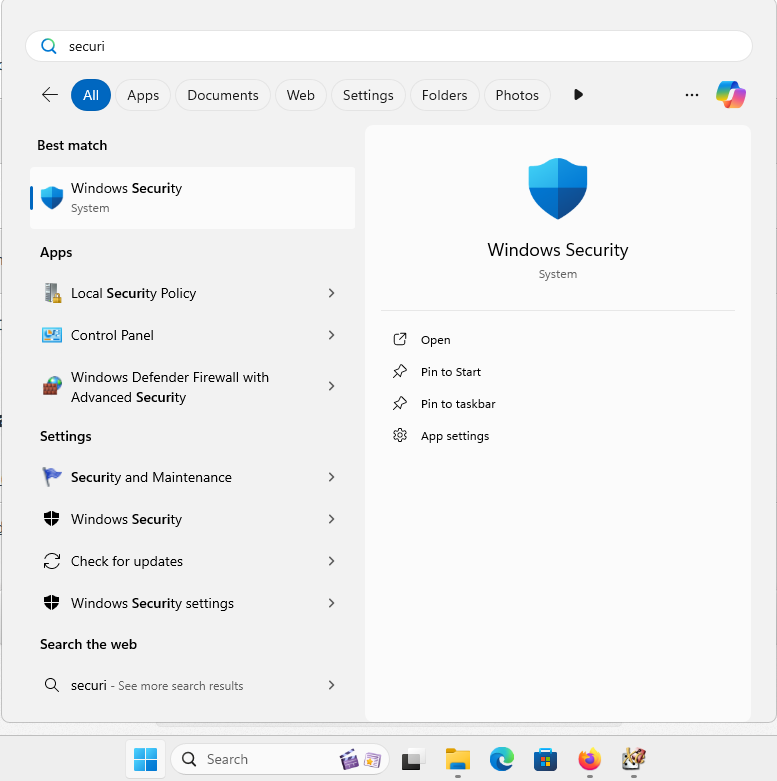 securi
All
Apps
Documents
Web
Settings
Folders
Photos
Best match
Windows Security
System
Apps
Local Security Policy
Control Panel
Windows Defender Firewall with
Advanced Security
Settings
Security and Maintenance
Windows Security
Check for updates
Windows Security settings
Search the web
securi - See more search results
Windows Security
System
Open
Pin to Start
Pin to taskbar
App settings
Search